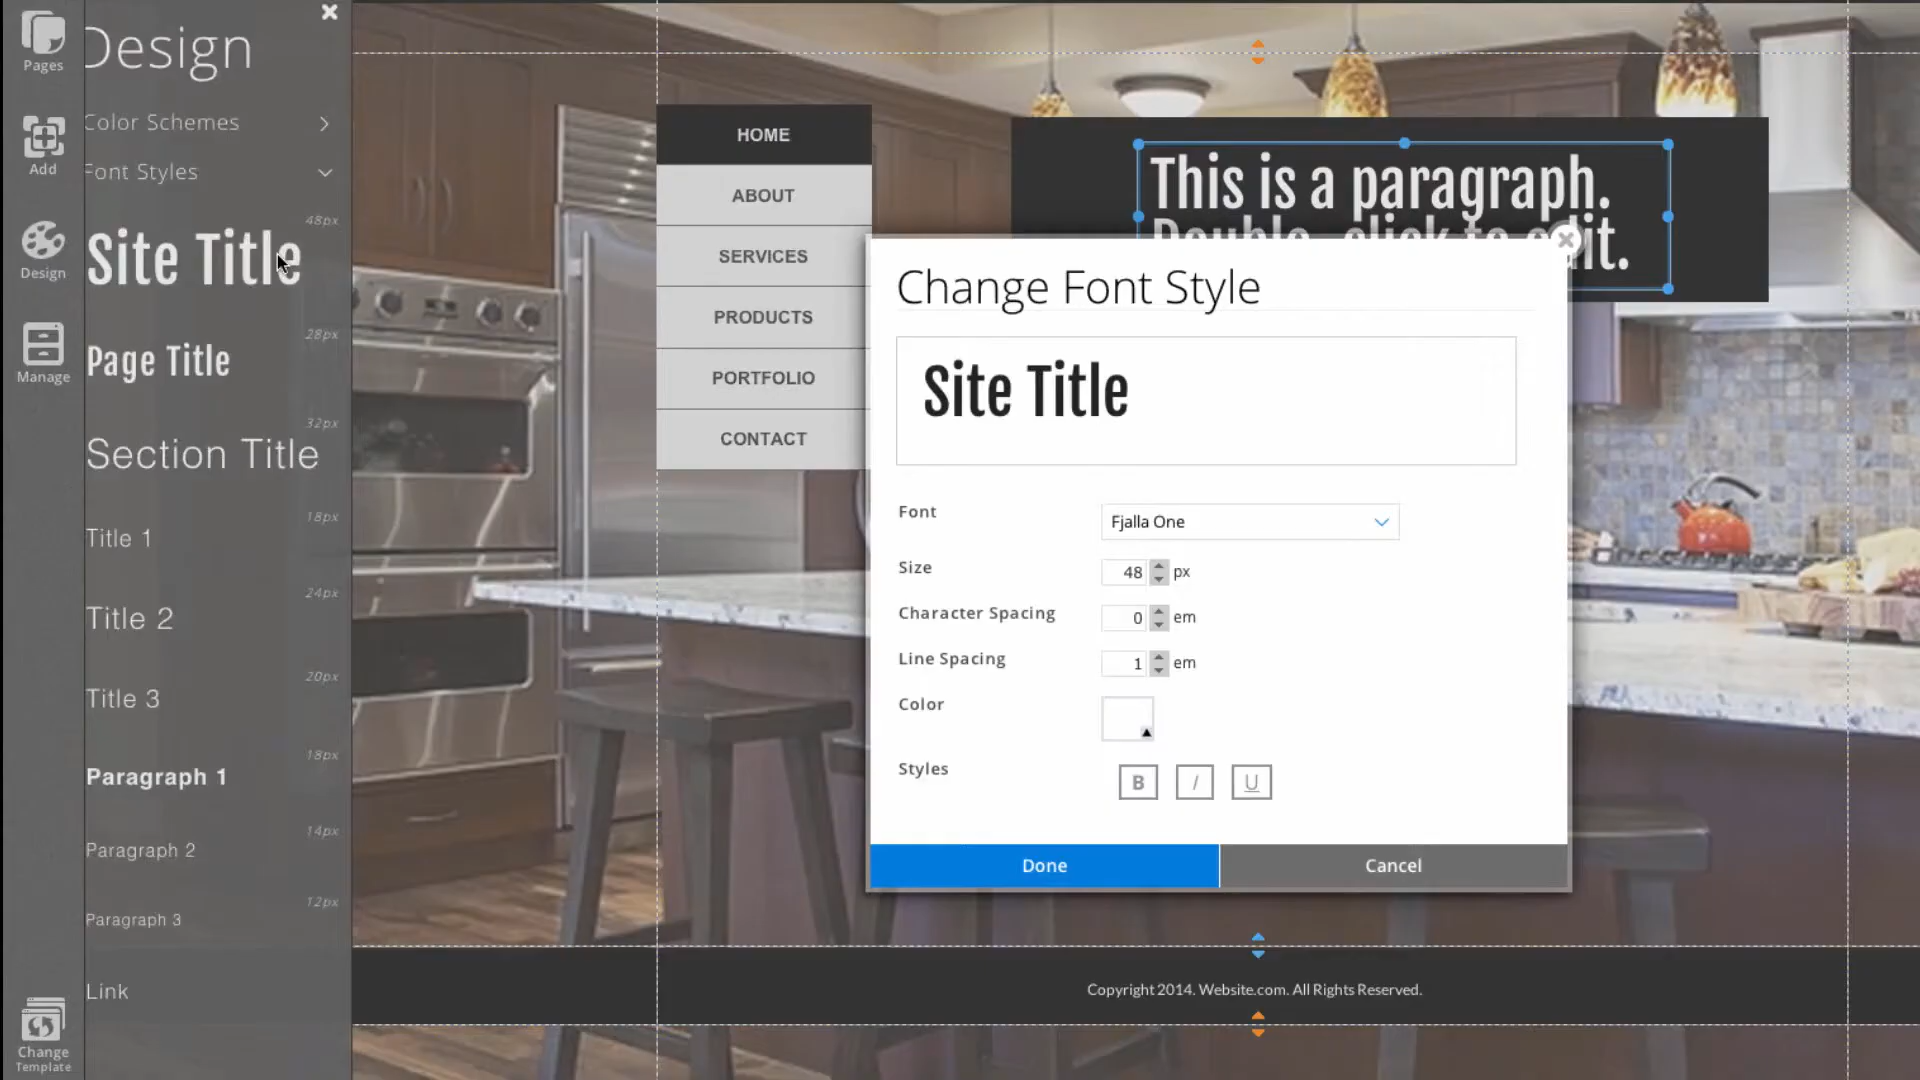 Pages
Add
Design
Manage
Change
Template
Design
Color Schemes
Font Styles
48px
Site Title
28px
Page Title
32px
Section Title
18px
Title 1
24px
Title 2
20px
Title 3
18px
Paragraph 1
14px
Paragraph 2
12px
Paragraph 3
Link
HOME
ABOUT
SERVICES
PRODUCTS
PORTFOLIO
CONTACT
This is a paragraph.
Double click to edit.
Change Font Style
Site Title
Font
Fjalla One
Size
48 px
Character Spacing
0 em
Line Spacing
1 em
Color
Styles
B I U
Done
Cancel
Copyright 2014. Website.com. All Rights Reserved.